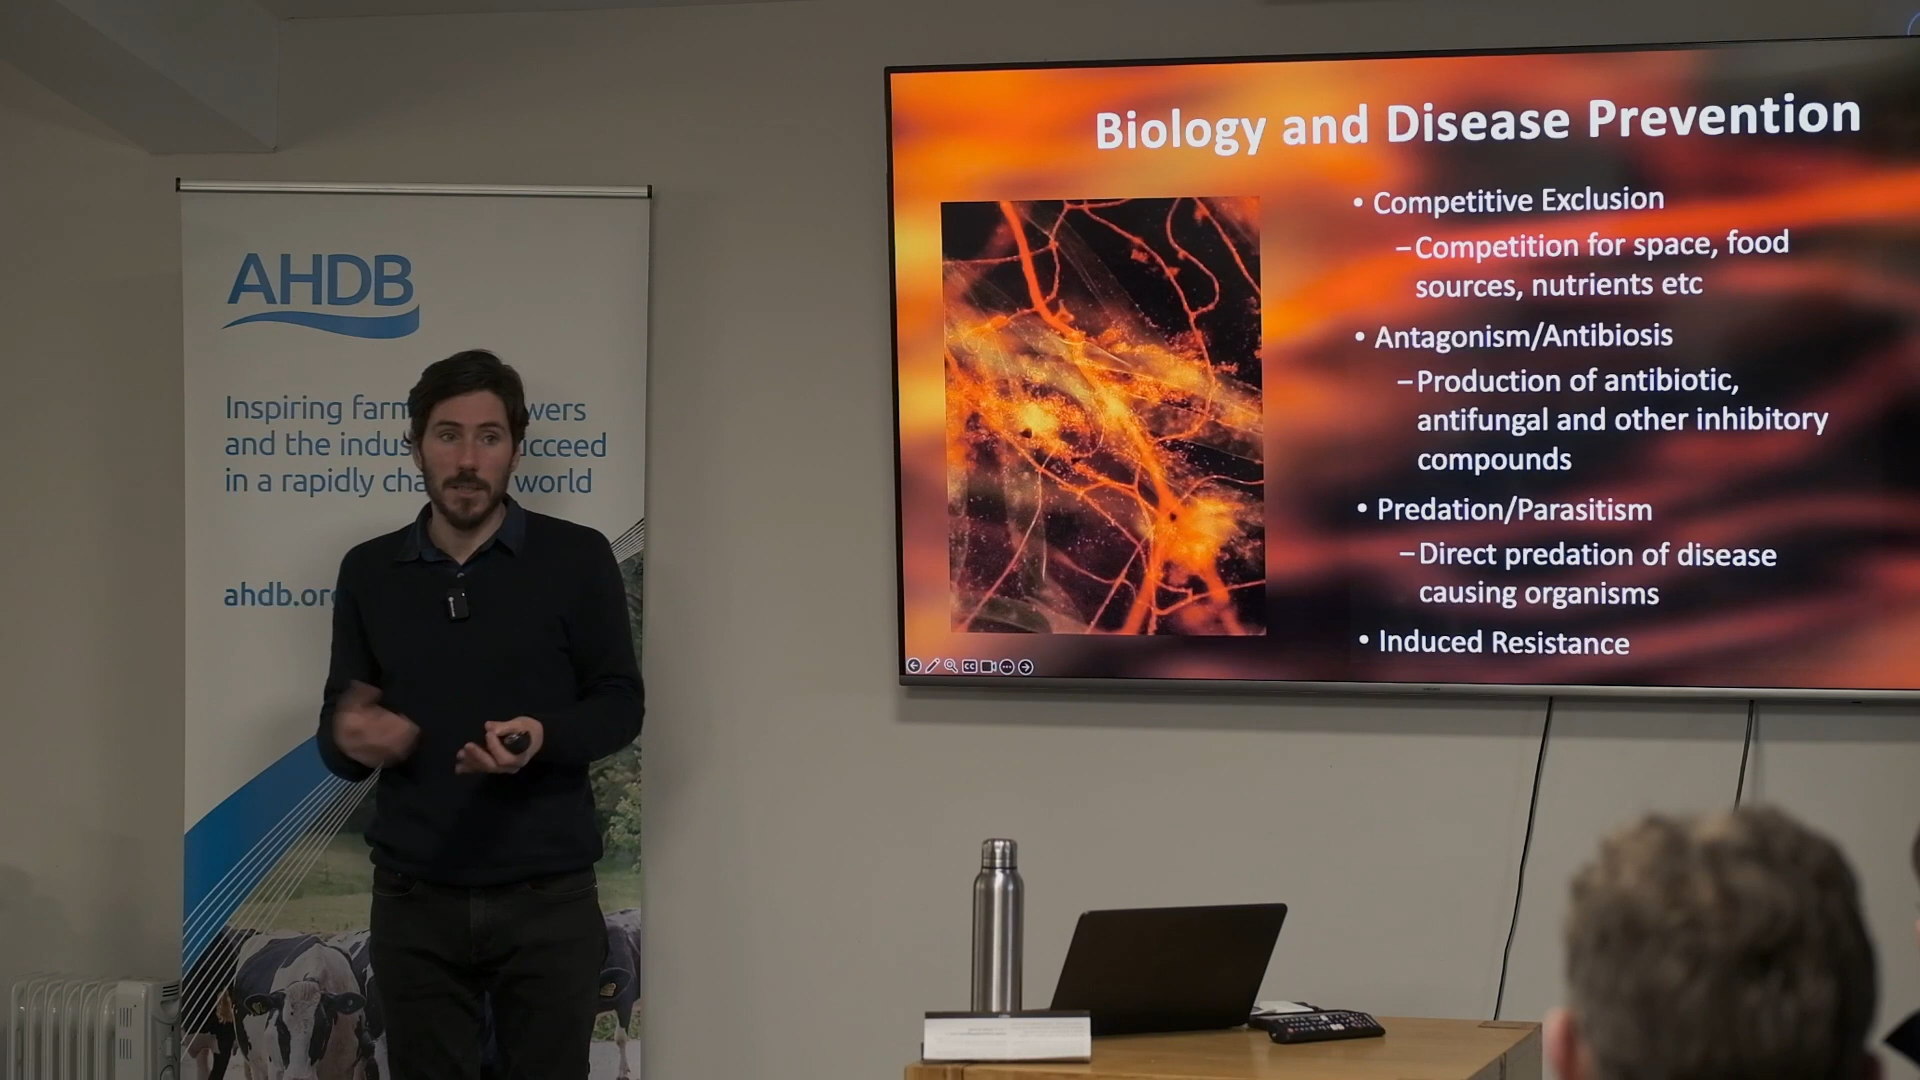 AHDB
Inspiring farm wers
and the indus cceed
in a rapidly cha world
ahdb.org
Biology and Disease Prevention
• Competitive Exclusion
–Competition for space, food
sources, nutrients etc
• Antagonism/Antibiosis
–Production of antibiotic,
antifungal and other inhibitory
compounds
• Predation/Parasitism
–Direct predation of disease
causing organisms
• Induced Resistance